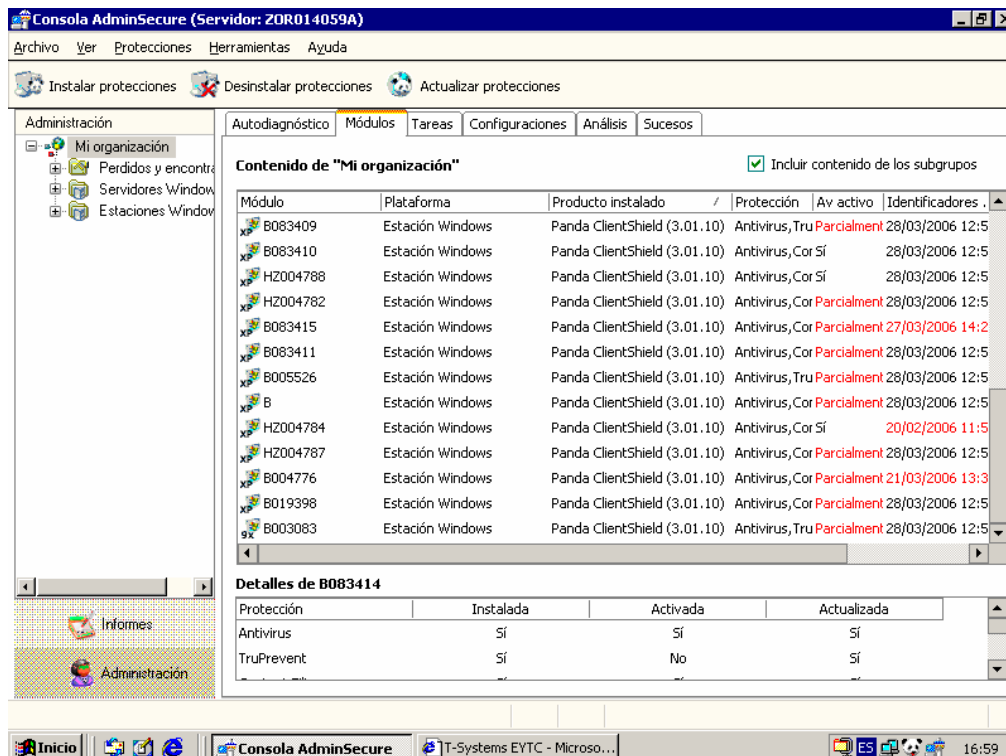 Consola AdminSecure (Servidor: ZOR014059A)
Archivo Ver Protecciones Herramientas Ayuda
Instalar protecciones Desinstalar protecciones Actualizar protecciones
Administración
Mi organización
Perdidos y encontra
Servidores Window
Estaciones Window
Informes
Administración
Autodiagnóstico Módulos Tareas Configuraciones Análisis Sucesos
Contenido de "Mi organización" Incluir contenido de los subgrupos
Módulo Plataforma Producto instalado / Protección Av activo Identificadores .
XP B083409 Estación Windows Panda ClientShield (3.01.10) Antivirus,Tru Parcialment 28/03/2006 12:5
XP B083410 Estación Windows Panda ClientShield (3.01.10) Antivirus,Cor Sí 28/03/2006 12:5
XP HZ004788 Estación Windows Panda ClientShield (3.01.10) Antivirus,Cor Sí 28/03/2006 12:5
XP HZ004782 Estación Windows Panda ClientShield (3.01.10) Antivirus,Cor Parcialment 28/03/2006 12:5
XP B083415 Estación Windows Panda ClientShield (3.01.10) Antivirus,Cor Parcialment 27/03/2006 14:2
XP B083411 Estación Windows Panda ClientShield (3.01.10) Antivirus,Cor Parcialment 28/03/2006 12:5
XP B005526 Estación Windows Panda ClientShield (3.01.10) Antivirus,Tru Parcialment 28/03/2006 12:5
XP B Estación Windows Panda ClientShield (3.01.10) Antivirus,Cor Parcialment 28/03/2006 12:5
XP HZ004784 Estación Windows Panda ClientShield (3.01.10) Antivirus,Cor Sí 20/02/2006 11:5
XP HZ004787 Estación Windows Panda ClientShield (3.01.10) Antivirus,Cor Parcialment 28/03/2006 12:5
XP B004776 Estación Windows Panda ClientShield (3.01.10) Antivirus,Cor Parcialment 21/03/2006 13:3
XP B019398 Estación Windows Panda ClientShield (3.01.10) Antivirus,Cor Parcialment 28/03/2006 12:5
9X B003083 Estación Windows Panda ClientShield (3.01.10) Antivirus,Tru Parcialment 28/03/2006 12:5
Detalles de B083414
Protección Instalada Activada Actualizada
Antivirus Sí Sí Sí
TruPrevent Sí No Sí
Inicio Consola AdminSecure T-Systems EYTC - Microso... ES 16:59